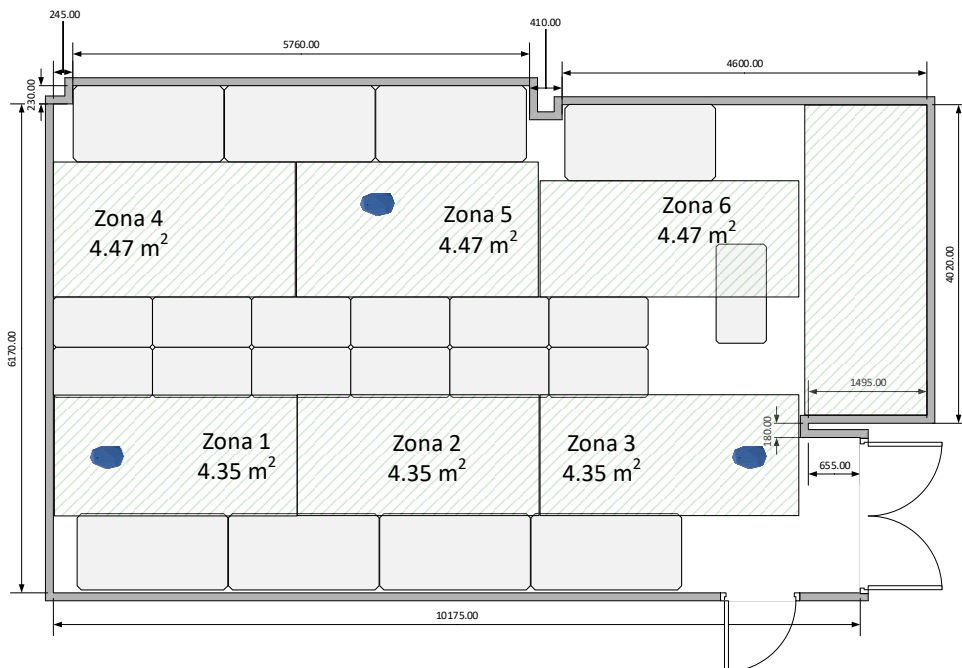 245.00
410.00
5760.00
4600.00
230.00
Zona 4
4.47 m²
Zona 5
4.47 m²
Zona 6
4.47 m²
4020.00
6170.00
1495.00
180.00
Zona 1
4.35 m²
Zona 2
4.35 m²
Zona 3
4.35 m²
655.00
10175.00